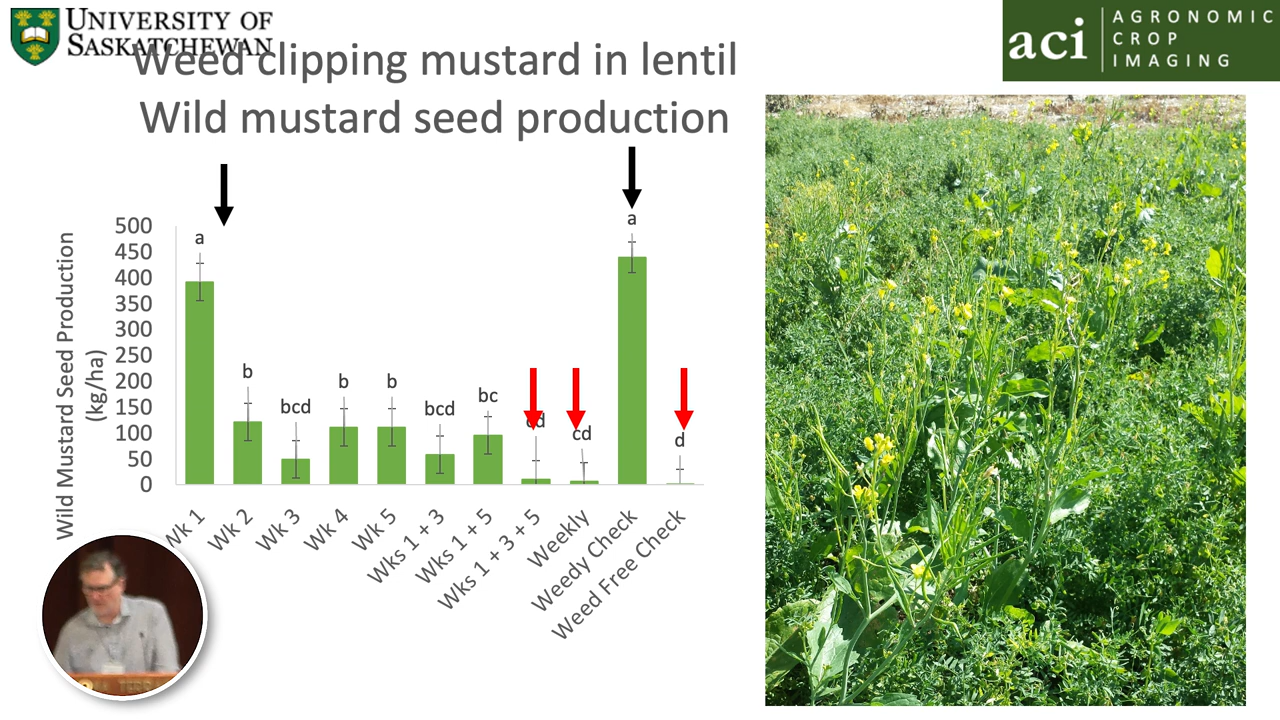 UNIVERSITY OF
SASKATCHEWAN
aci
AGRONOMIC
CROP
IMAGING
Weed clipping mustard in lentil
Wild mustard seed production
Wild Mustard Seed Production
(kg/ha)
500
450
400
350
300
250
200
150
100
50
0
a
b
bcd
b
b
bcd
bc
cd
cd
a
d
Wk 1
Wk 2
Wk 3
Wk 4
Wk 5
Wks 1 + 3
Wks 1 + 5
Wks 1 + 3 + 5
Weekly
Weedy Check
Weed Free Check